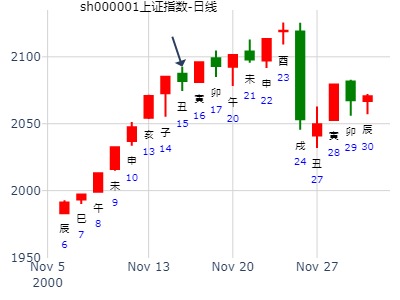 sh000001上证指数-日线
2100
2050
2000
1950
辰 6
巳 7
午 8
未 9
申 10
亥 13
子 14
丑 15
寅 16
卯 17
午 20
未 21
申 22
酉 23
戌 24
丑 27
寅 28
卯 29
辰 30
Nov 5
2000
Nov 13
Nov 20
Nov 27